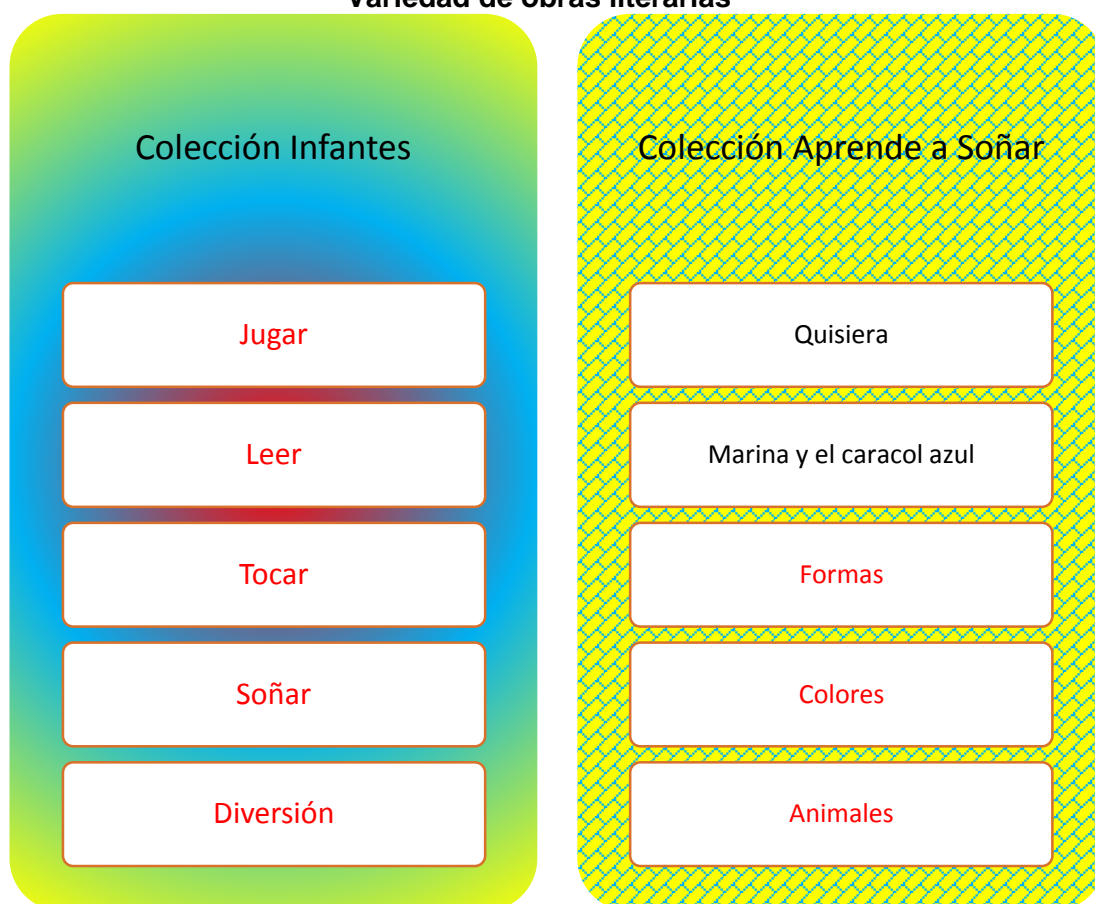 Variedad de obras literarias
Colección Infantes
Jugar
Leer
Tocar
Soñar
Diversión
Colección Aprende a Soñar
Quisiera
Marina y el caracol azul
Formas
Colores
Animales